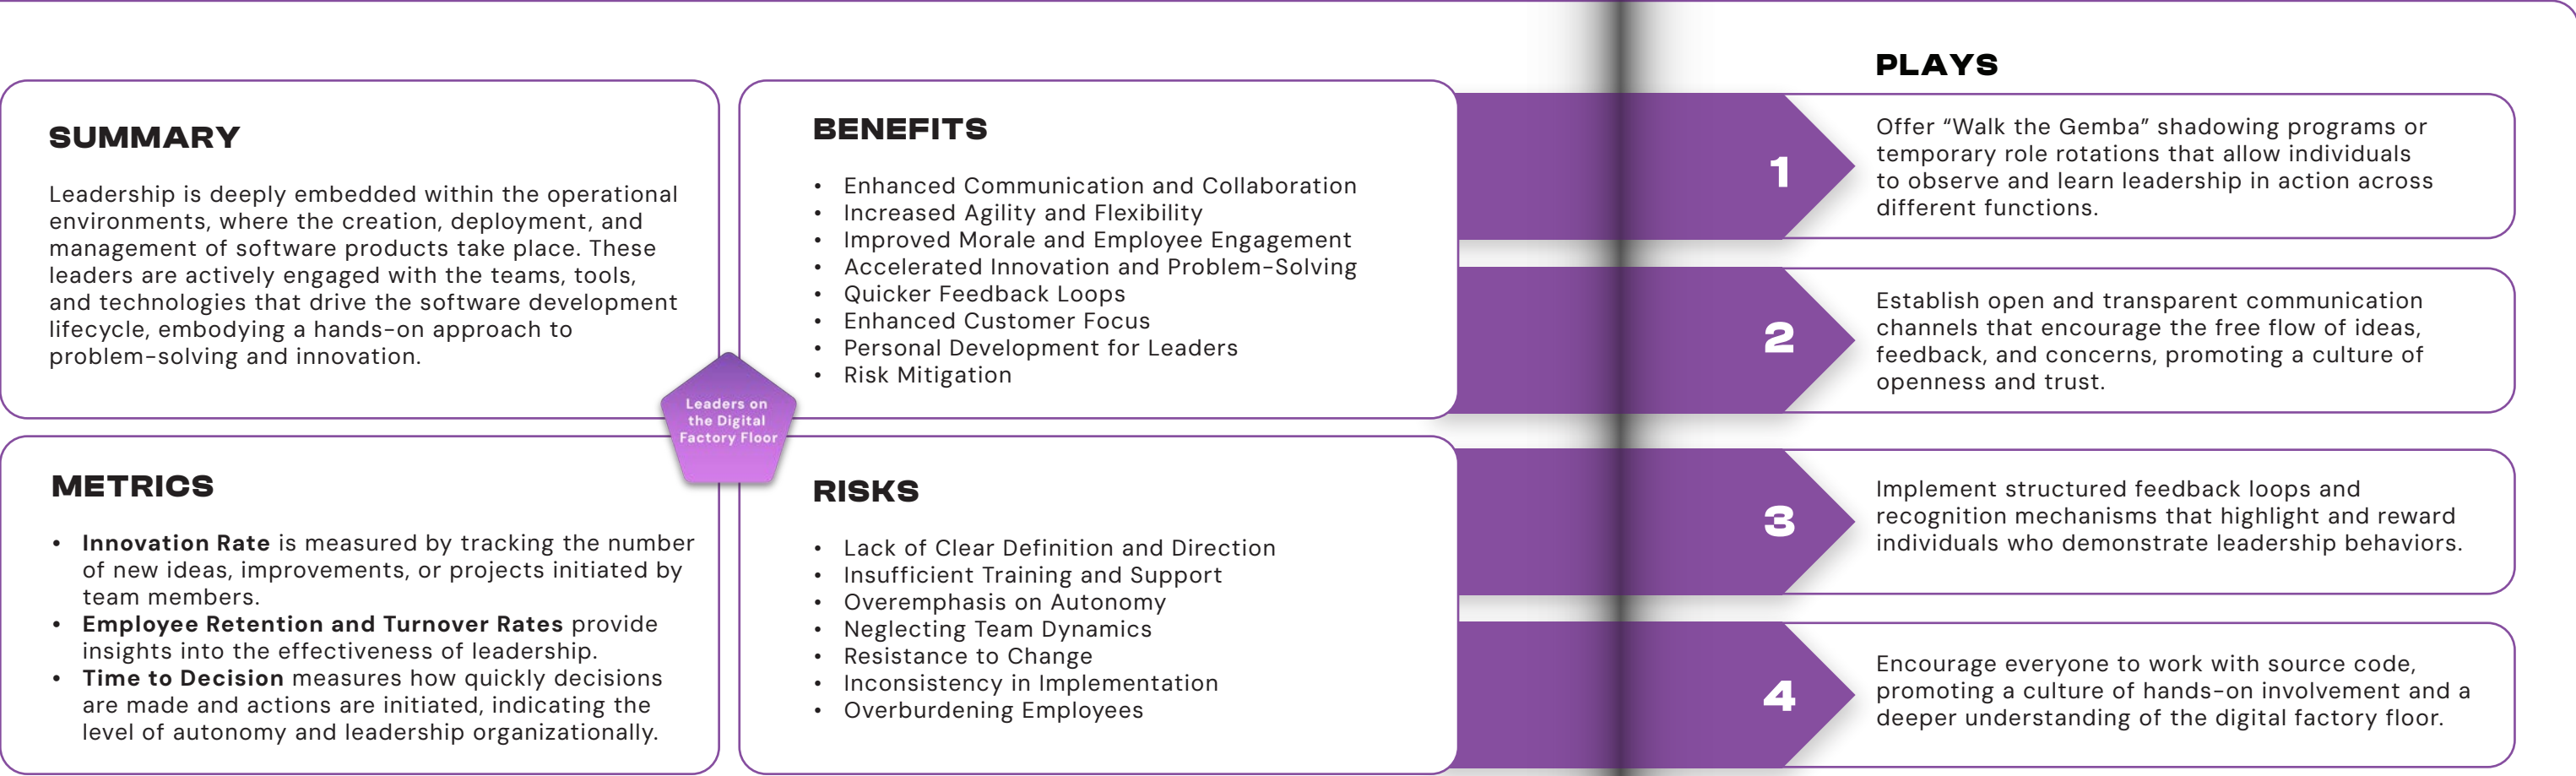 SUMMARY
Leadership is deeply embedded within the operational
environments, where the creation, deployment, and
management of software products take place. These
leaders are actively engaged with the teams, tools,
and technologies that drive the software development
lifecycle, embodying a hands-on approach to
problem-solving and innovation.
BENEFITS
• Enhanced Communication and Collaboration
• Increased Agility and Flexibility
• Improved Morale and Employee Engagement
• Accelerated Innovation and Problem-Solving
• Quicker Feedback Loops
• Enhanced Customer Focus
• Personal Development for Leaders
• Risk Mitigation
Leaders on
the Digital
Factory Floor
METRICS
• Innovation Rate is measured by tracking the number
of new ideas, improvements, or projects initiated by
team members.
• Employee Retention and Turnover Rates provide
insights into the effectiveness of leadership.
• Time to Decision measures how quickly decisions
are made and actions are initiated, indicating the
level of autonomy and leadership organizationally.
RISKS
• Lack of Clear Definition and Direction
• Insufficient Training and Support
• Overemphasis on Autonomy
• Neglecting Team Dynamics
• Resistance to Change
• Inconsistency in Implementation
• Overburdening Employees
PLAYS
1
Offer “Walk the Gemba” shadowing programs or
temporary role rotations that allow individuals
to observe and learn leadership in action across
different functions.
2
Establish open and transparent communication
channels that encourage the free flow of ideas,
feedback, and concerns, promoting a culture of
openness and trust.
3
Implement structured feedback loops and
recognition mechanisms that highlight and reward
individuals who demonstrate leadership behaviors.
4
Encourage everyone to work with source code,
promoting a culture of hands-on involvement and a
deeper understanding of the digital factory floor.